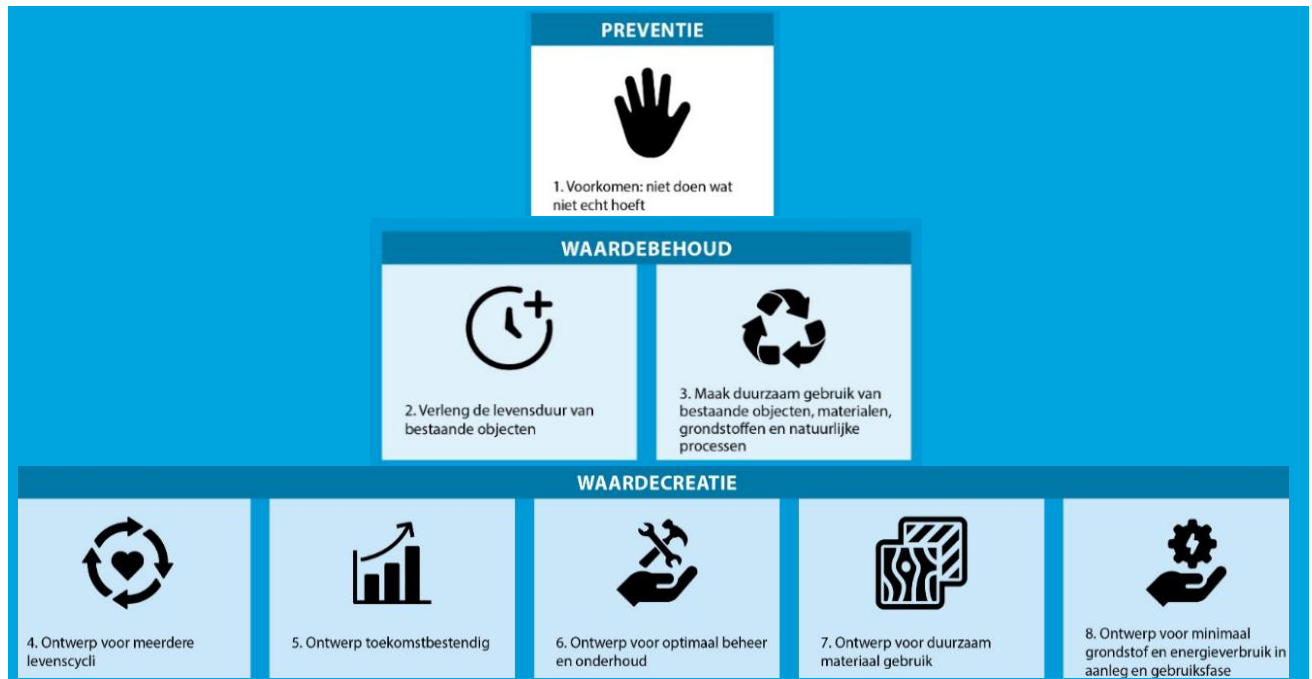 PREVENTIE
1. Voorkomen: niet doen wat
niet echt hoeft
WAARDEBEHOUD
2. Verleng de levensduur van
bestaande objecten
3. Maak duurzaam gebruik van
bestaande objecten, materialen,
grondstoffen en natuurlijke
processen
WAARDECREATIE
4. Ontwerp voor meerdere
levenscycli
5. Ontwerp toekomstbestendig
6. Ontwerp voor optimaal beheer
en onderhoud
7. Ontwerp voor duurzaam
materiaal gebruik
8. Ontwerp voor minimaal
grondstof en energieverbruik in
aanleg en gebruiksfase